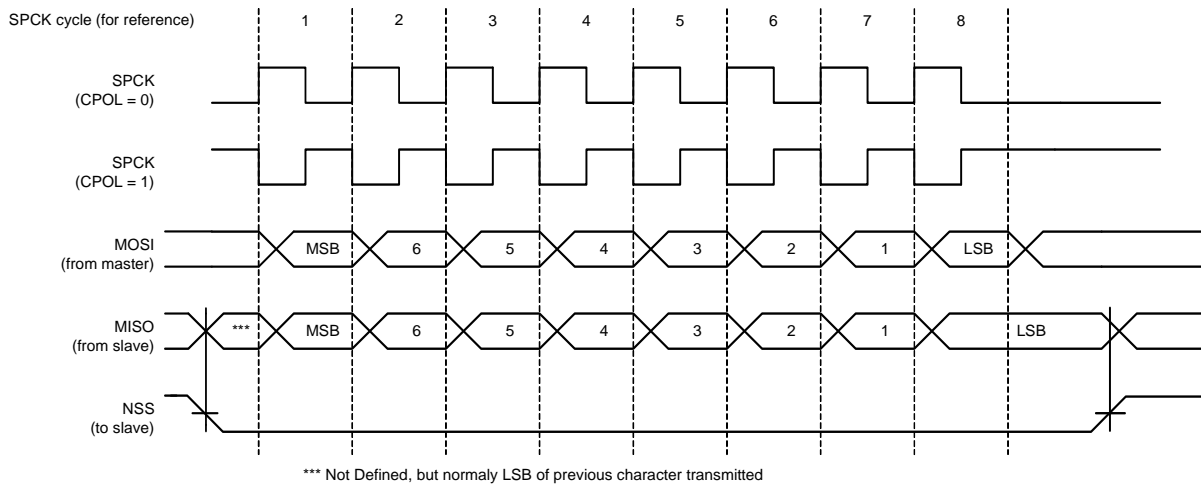 SPCK cycle (for reference) 1 2 3 4 5 6 7 8
SPCK
(CPOL = 0)
SPCK
(CPOL = 1)
MOSI
(from master)
MSB 6 5 4 3 2 1 LSB
MISO
(from slave)
*** MSB 6 5 4 3 2 1 LSB
NSS
(to slave)
*** Not Defined, but normaly LSB of previous character transmitted